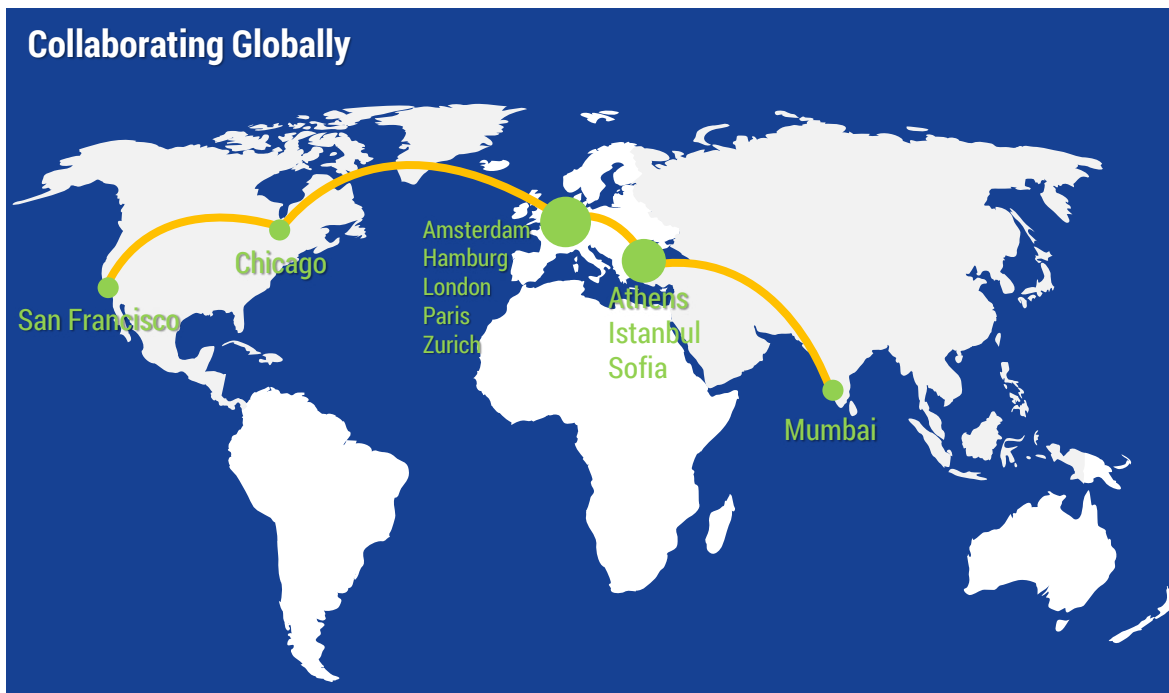 Collaborating Globally
San Francisco
Chicago
Amsterdam
Hamburg
London
Paris
Zurich
Athens
Istanbul
Sofia
Mumbai